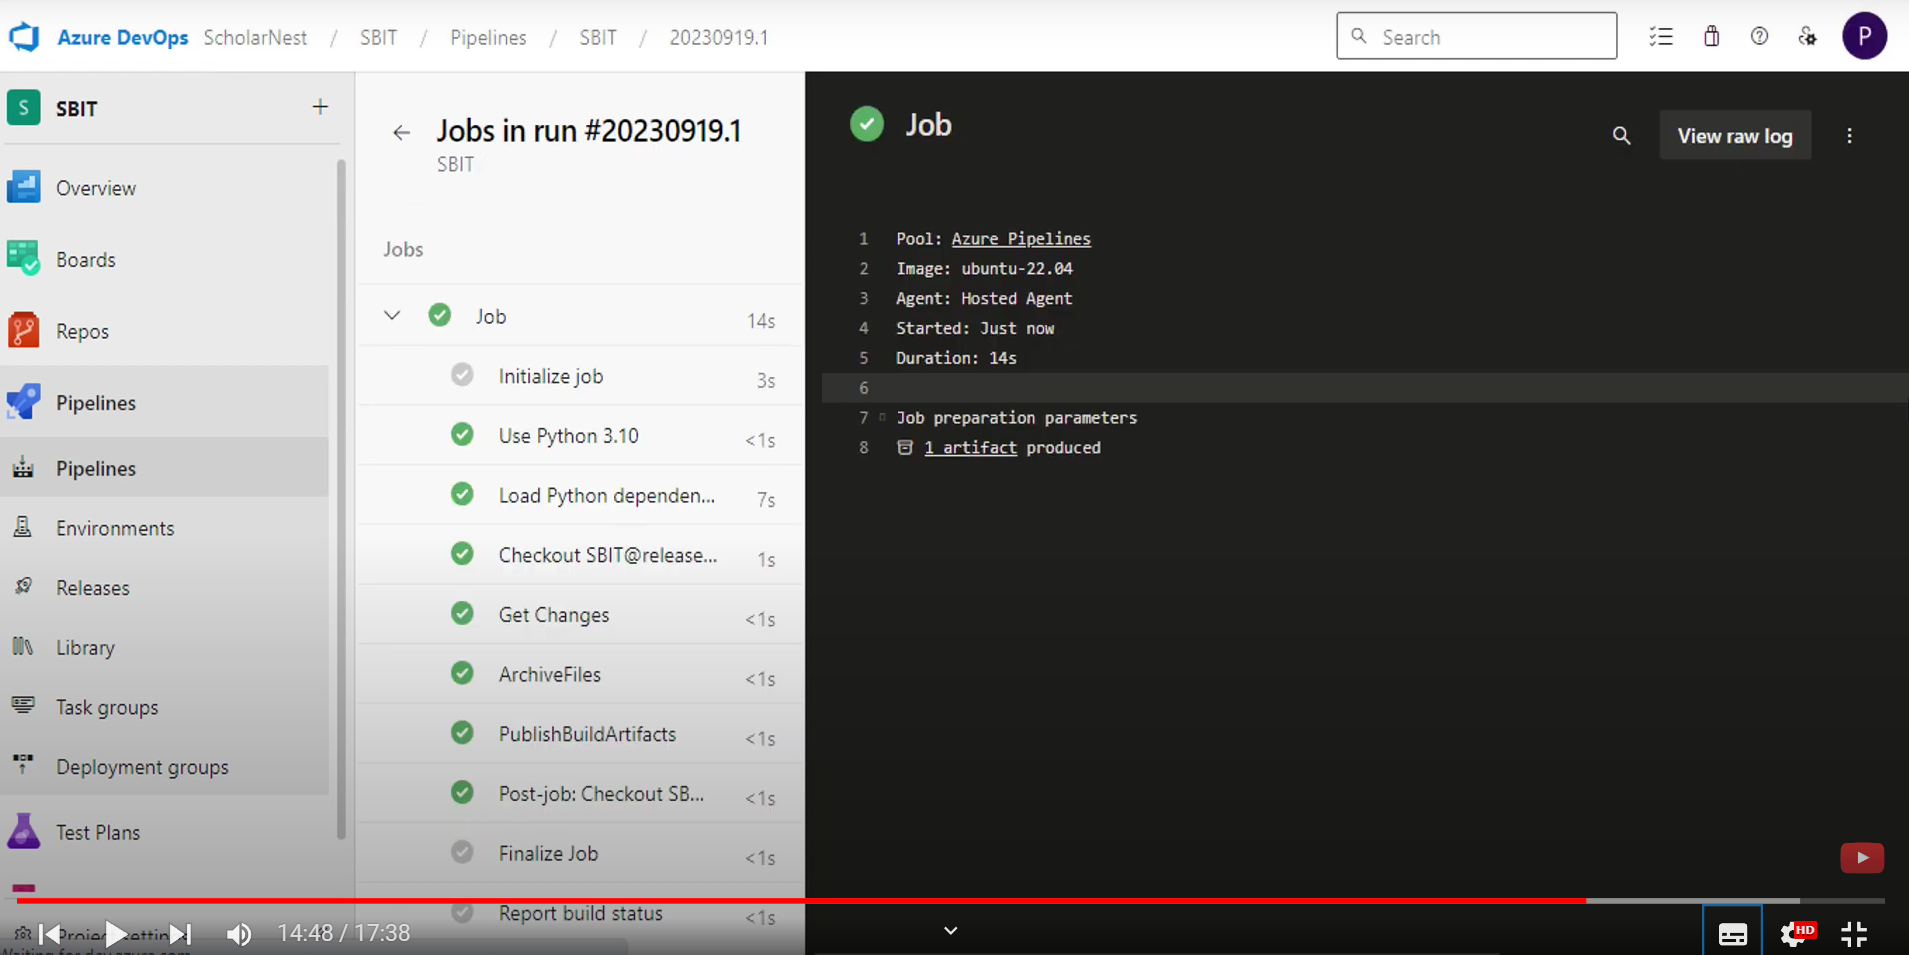 Azure DevOps ScholarNest / SBIT / Pipelines / SBIT / 20230919.1
Search
P
S SBIT +
Overview
Boards
Repos
Pipelines
Pipelines
Environments
Releases
Library
Task groups
Deployment groups
Test Plans
Project settin
Waiting for dev.azure.com
Jobs in run #20230919.1
SBIT
Jobs
Job 14s
Initialize job 3s
Use Python 3.10 <1s
Load Python dependen... 7s
Checkout SBIT@release... 1s
Get Changes <1s
ArchiveFiles <1s
PublishBuildArtifacts <1s
Post-job: Checkout SB... <1s
Finalize Job <1s
Report build status <1s
Job
View raw log
1 Pool: Azure Pipelines
2 Image: ubuntu-22.04
3 Agent: Hosted Agent
4 Started: Just now
5 Duration: 14s
6
7 Job preparation parameters
8 1 artifact produced
14:48 / 17:38
HD